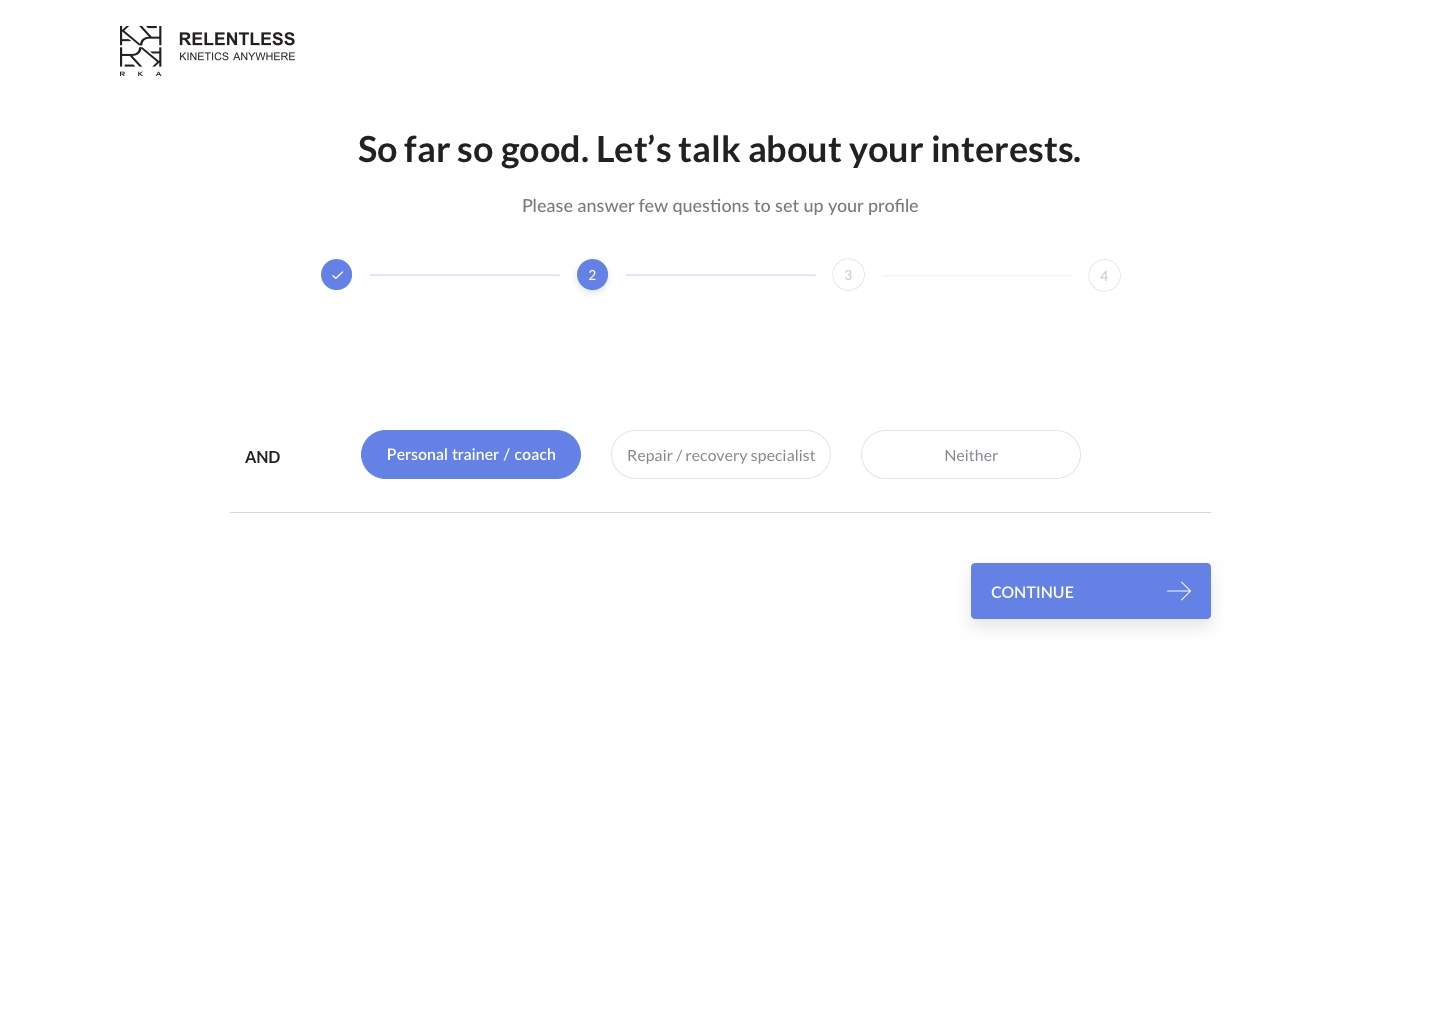 RELENTLESS
KINETICS ANYWHERE
R K A
So far so good. Let’s talk about your interests.
Please answer few questions to set up your profile
2
3
4
AND
Personal trainer / coach
Repair / recovery specialist
Neither
CONTINUE